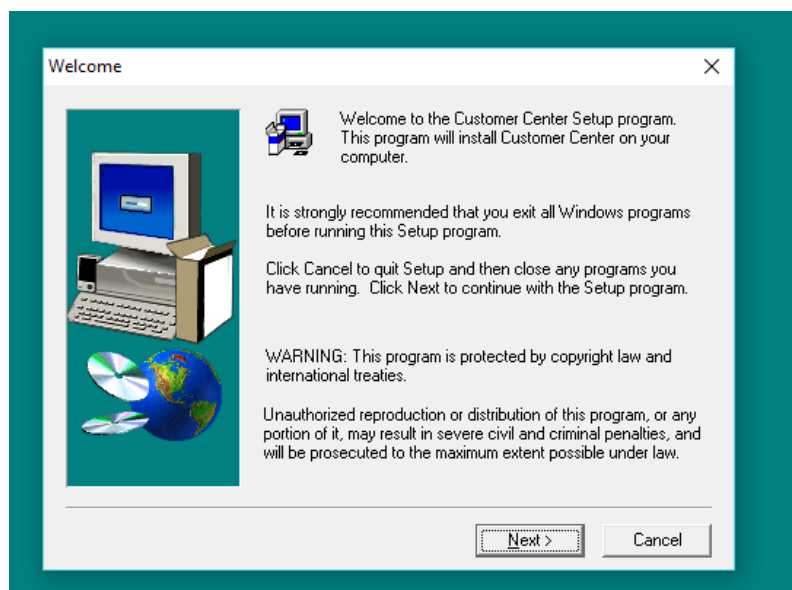 Welcome
Welcome to the Customer Center Setup program.
This program will install Customer Center on your
computer.
It is strongly recommended that you exit all Windows programs
before running this Setup program.
Click Cancel to quit Setup and then close any programs you
have running.  Click Next to continue with the Setup program.
WARNING: This program is protected by copyright law and
international treaties.
Unauthorized reproduction or distribution of this program, or any
portion of it, may result in severe civil and criminal penalties, and
will be prosecuted to the maximum extent possible under law.
Next >
Cancel